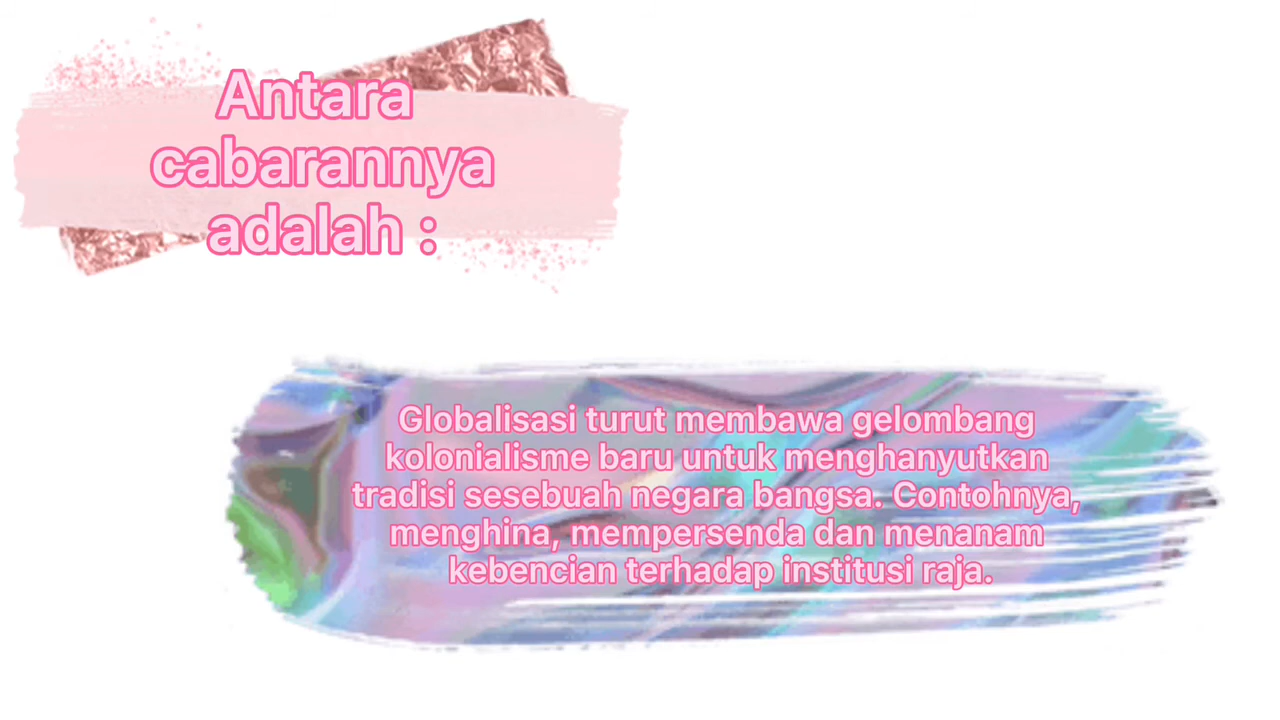 Antara
cabarannya
adalah :
Globalisasi turut membawa gelombang
kolonialisme baru untuk menghanyutkan
tradisi sesebuah negara bangsa. Contohnya,
menghina, mempersenda dan menanam
kebencian terhadap institusi raja.